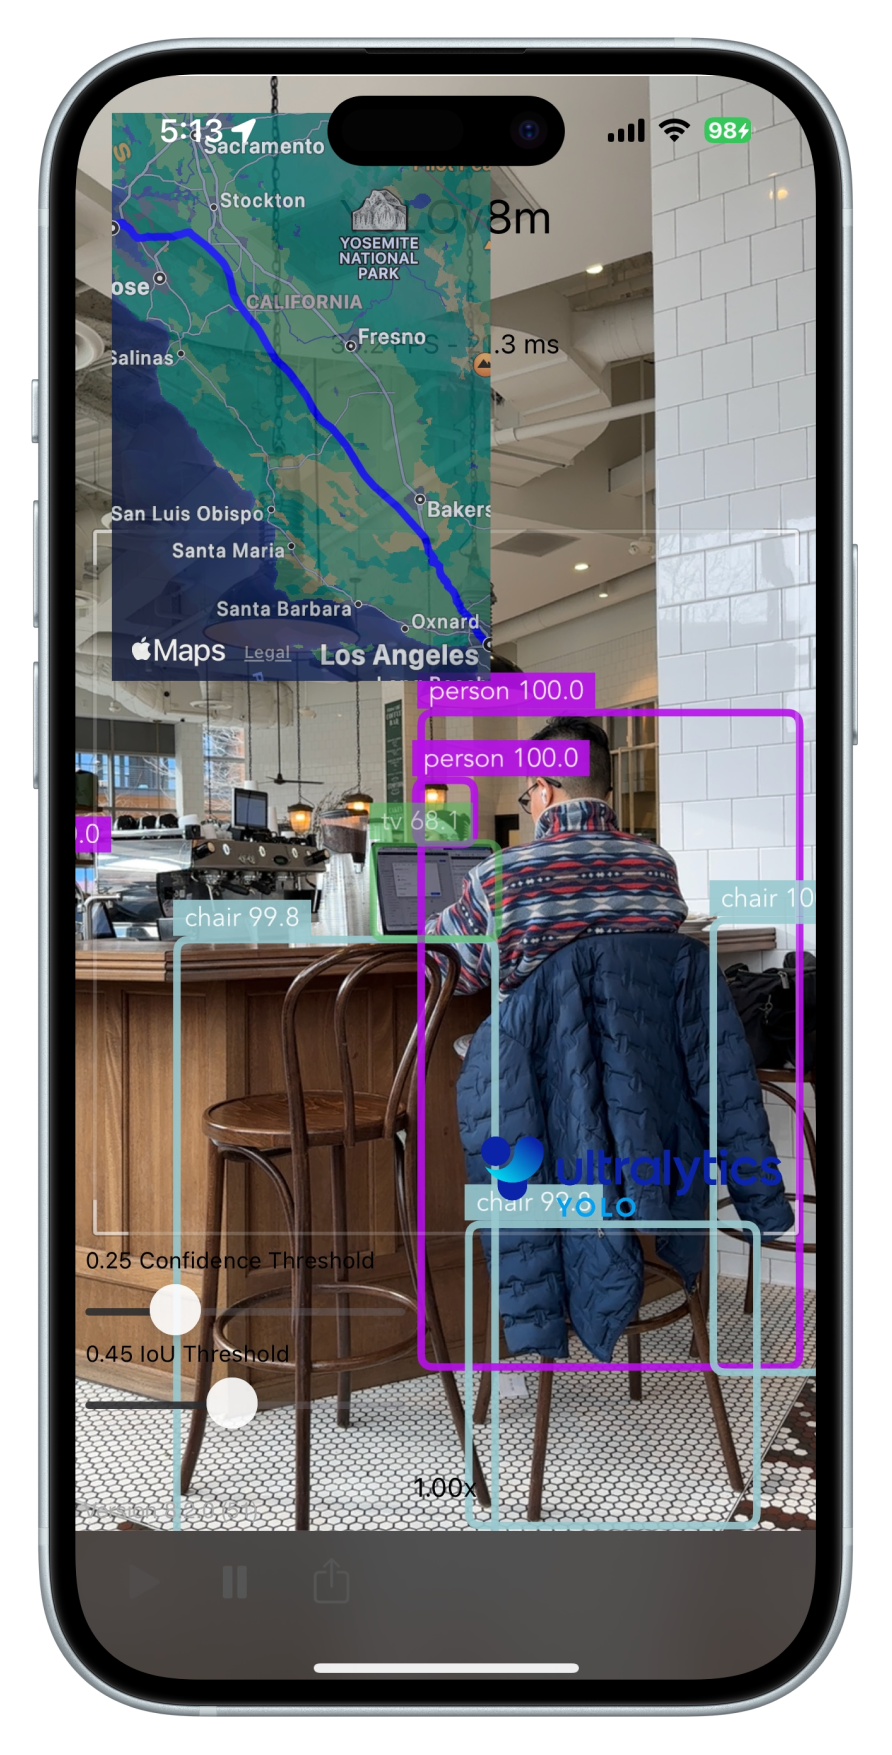 5:13
98
Sacramento
Stockton
8m
YOSEMITE
NATIONAL
PARK
ose
CALIFORNIA
Fresno
.3 ms
Salinas
Bakers
San Luis Obispo
Santa Maria
Santa Barbara
Oxnard
Maps
Legal
Los Angeles
person 100.0
person 100.0
tv 68.1
.0
chair 10
chair 99.8
ultralytics
YOLO
chair 99.8
0.25 Confidence Threshold
0.45 IoU Threshold
1.00x